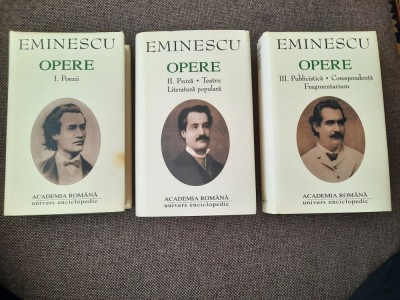 EMINESCU
OPERE
I. Poezii
ACADEMIA ROMÂNĂ
univers enciclopedic
EMINESCU
OPERE
II. Proză • Teatru
Literatură populară
ACADEMIA ROMÂNĂ
univers enciclopedic
EMINESCU
OPERE
III. Publicistică • Corespondență
Fragmentarium
ACADEMIA ROMÂNĂ
univers enciclopedic